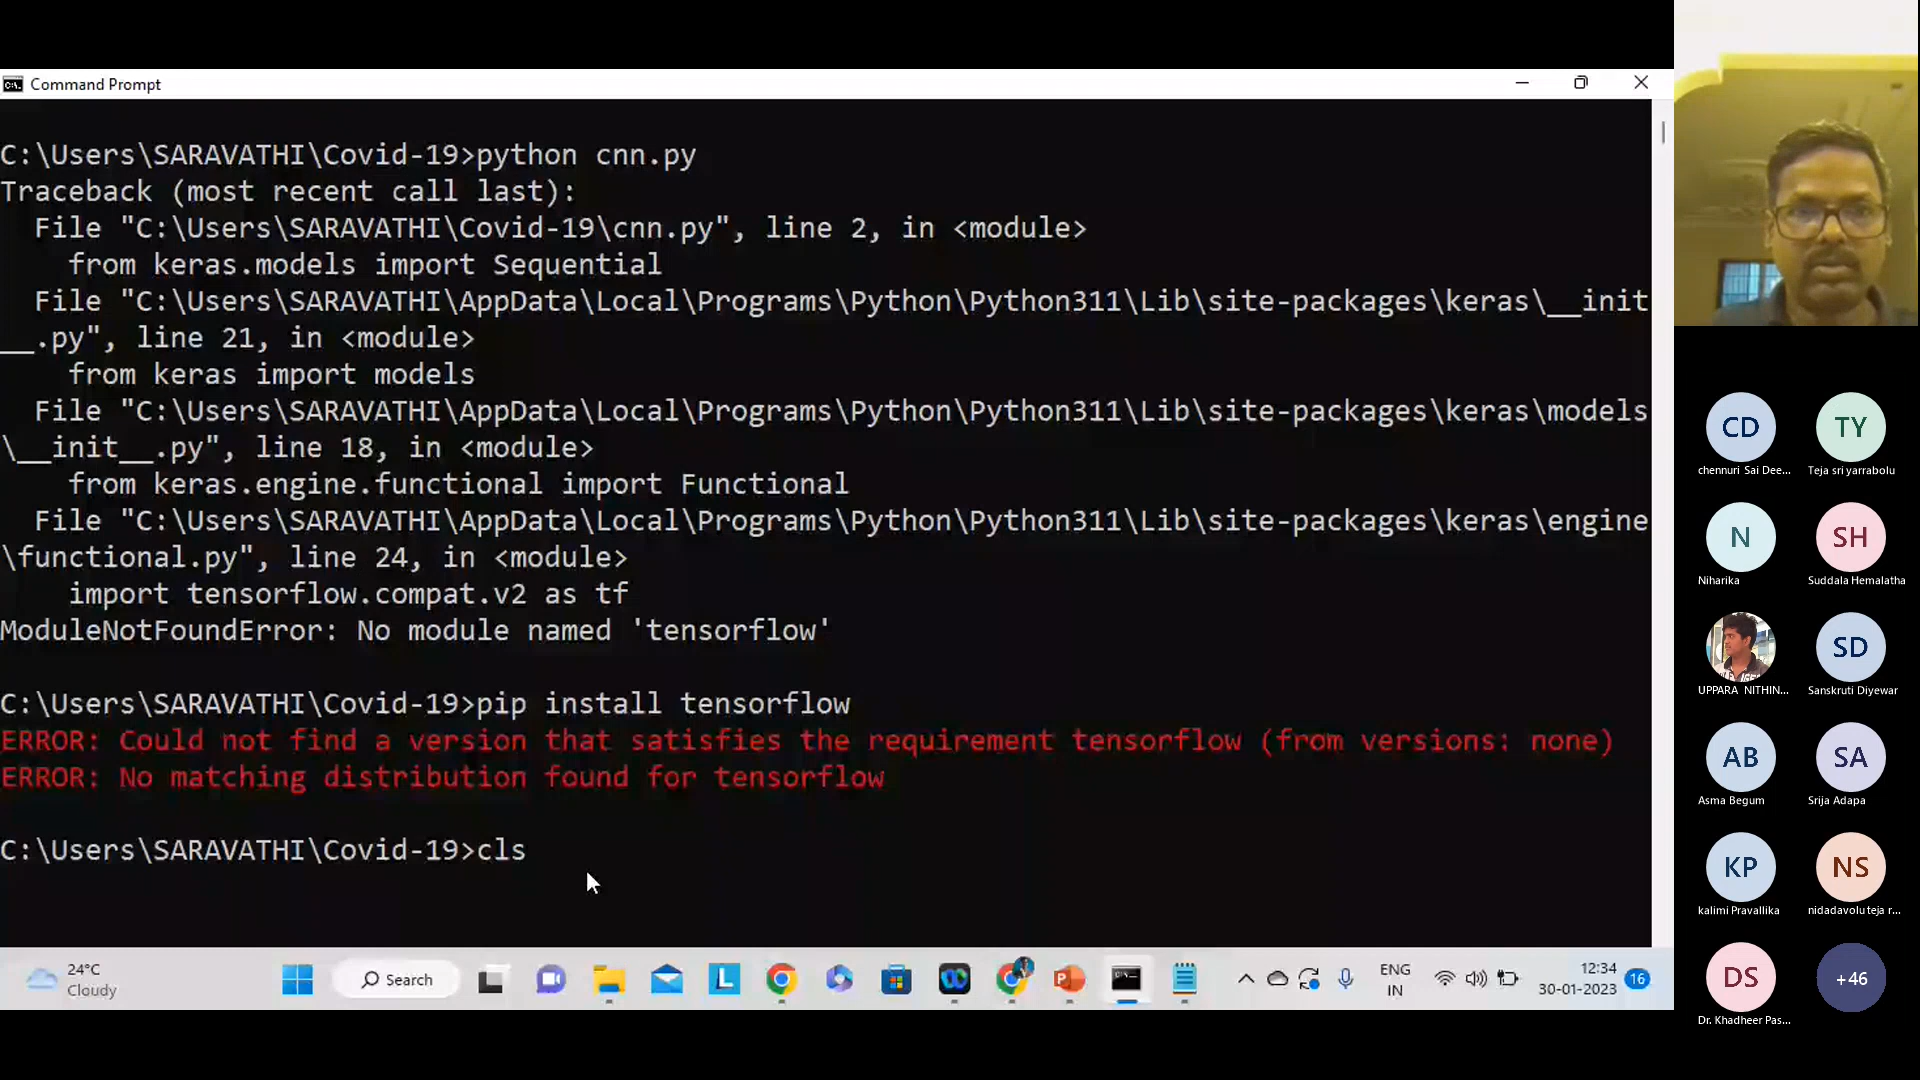 Command Prompt
C:\Users\SARAVATHI\Covid-19>python cnn.py
Traceback (most recent call last):
  File "C:\Users\SARAVATHI\Covid-19\cnn.py", line 2, in <module>
    from keras.models import Sequential
  File "C:\Users\SARAVATHI\AppData\Local\Programs\Python\Python311\Lib\site-packages\keras\__init
__.py", line 21, in <module>
    from keras import models
  File "C:\Users\SARAVATHI\AppData\Local\Programs\Python\Python311\Lib\site-packages\keras\models
\__init__.py", line 18, in <module>
    from keras.engine.functional import Functional
  File "C:\Users\SARAVATHI\AppData\Local\Programs\Python\Python311\Lib\site-packages\keras\engine
\functional.py", line 24, in <module>
    import tensorflow.compat.v2 as tf
ModuleNotFoundError: No module named 'tensorflow'
C:\Users\SARAVATHI\Covid-19>pip install tensorflow
ERROR: Could not find a version that satisfies the requirement tensorflow (from versions: none)
ERROR: No matching distribution found for tensorflow
C:\Users\SARAVATHI\Covid-19>cls
24°C
Cloudy
Search
L
ENG
IN
12:34
30-01-2023
16
CD
TY
chennuri Sai Dee...
Teja sri yarrabolu
N
SH
Niharika
Suddala Hemalatha
SD
UPPARA NITHIN...
Sanskruti Diyewar
AB
SA
Asma Begum
Srija Adapa
KP
NS
kalimi Pravallika
nidadavolu teja r...
DS
+46
Dr. Khadheer Pas...